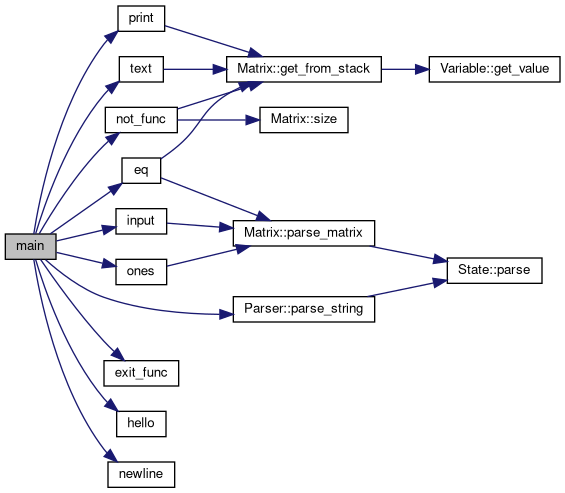 main
print
text
not_func
eq
input
ones
exit_func
hello
newline
Matrix::get_from_stack
Matrix::size
Matrix::parse_matrix
Parser::parse_string
Variable::get_value
State::parse